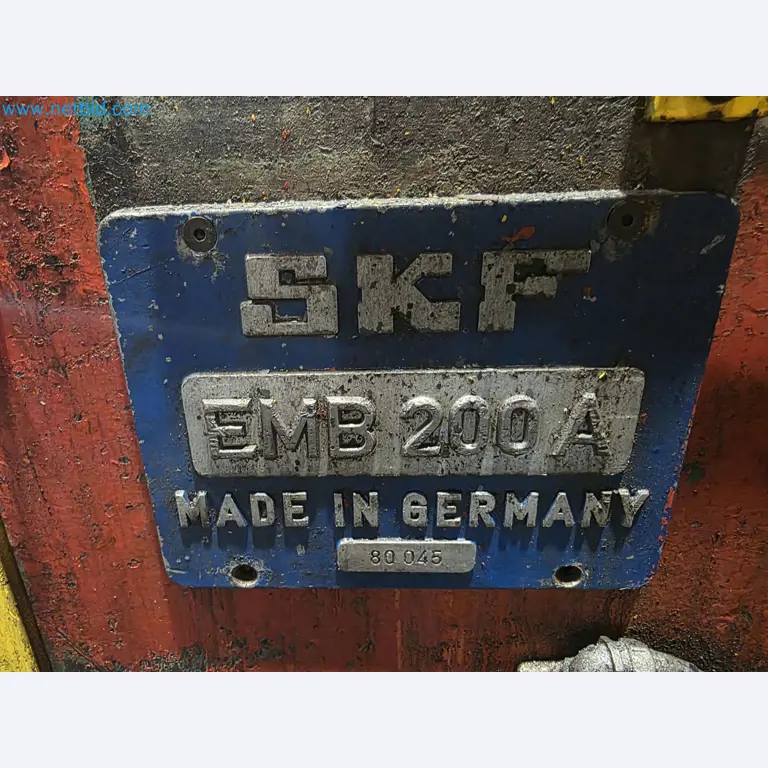 www.netbid.com
SKF
EMB 200 A
MADE IN GERMANY
80 045